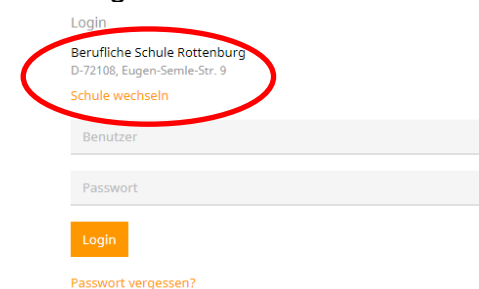 Login
Berufliche Schule Rottenburg
D-72108, Eugen-Semle-Str. 9
Schule wechseln
Benutzer
Passwort
Login
Passwort vergessen?